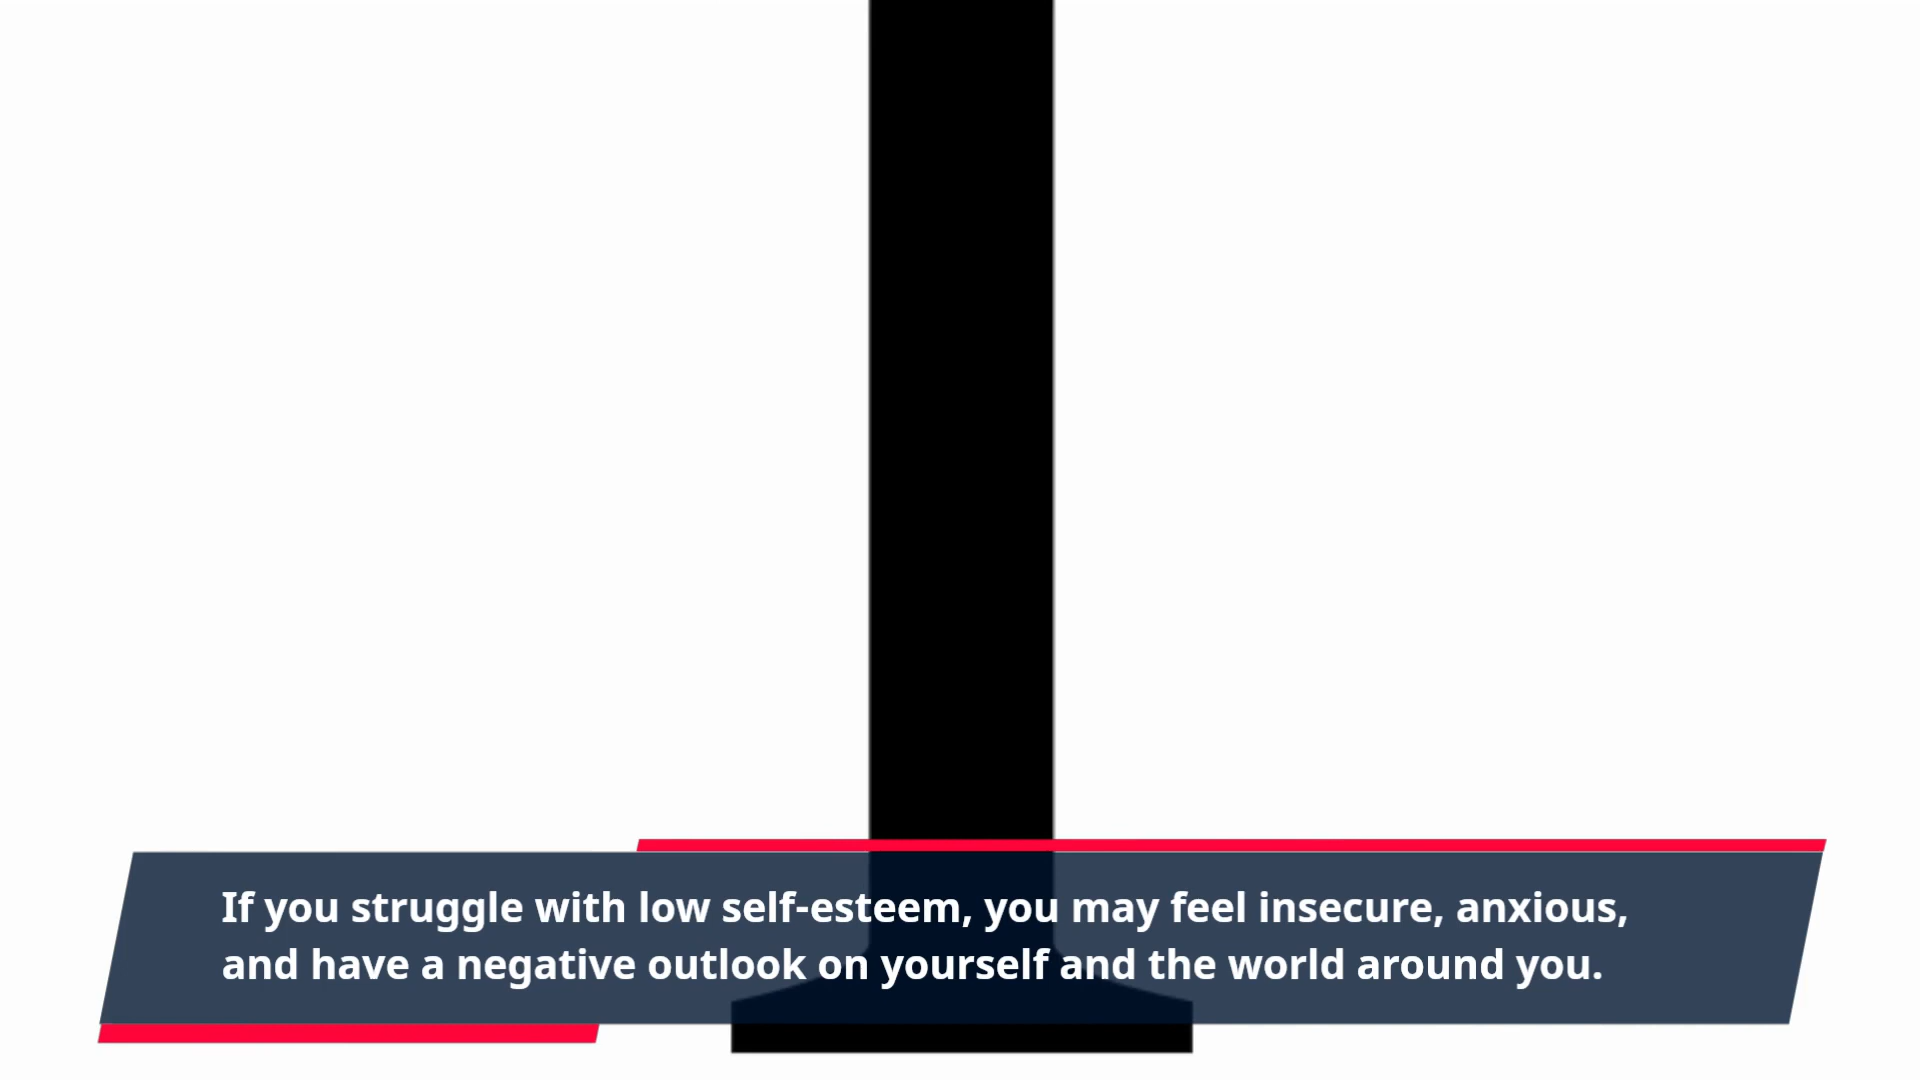 If you struggle with low self-esteem, you may feel insecure, anxious,
and have a negative outlook on yourself and the world around you.